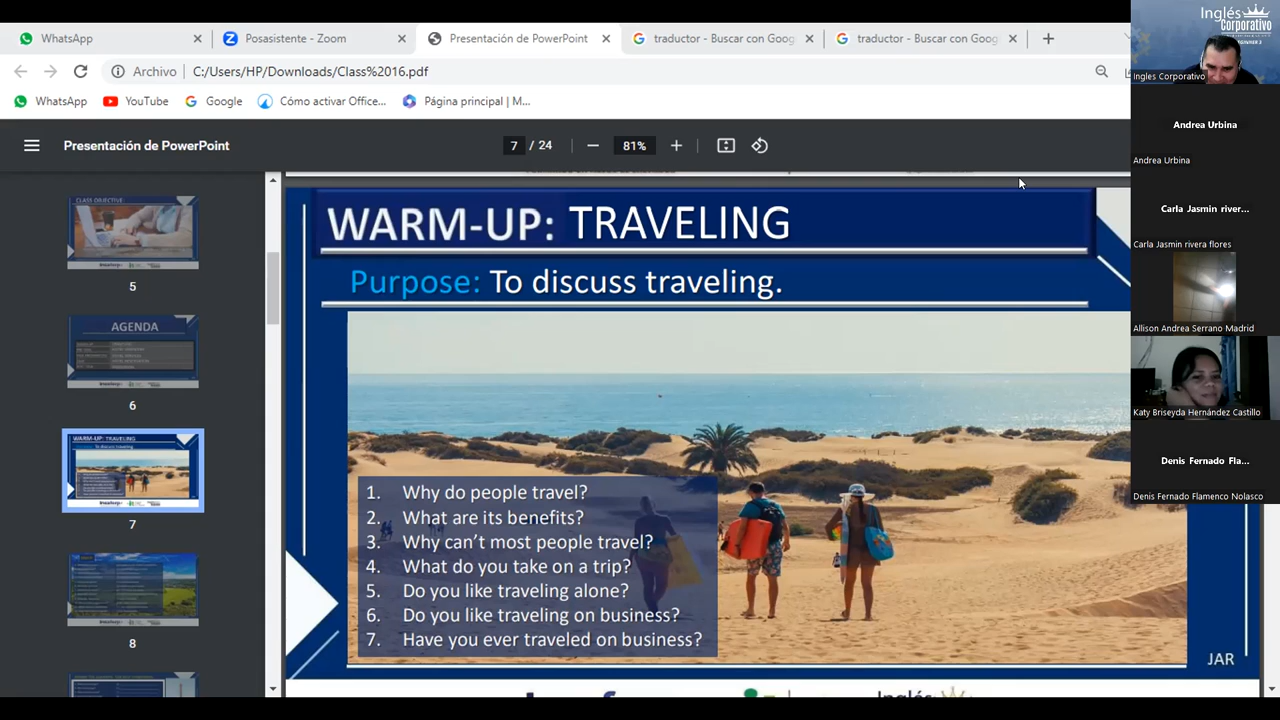 WhatsApp
Posasistente - Zoom
Presentación de PowerPoint
traductor - Buscar con Goog
traductor - Buscar con Goog
Archivo
C:/Users/HP/Downloads/Class%2016.pdf
WhatsApp
YouTube
Google
Cómo activar Office...
Página principal | M...
Presentación de PowerPoint
7 / 24
81%
CLASS OBJECTIVE
5
AGENDA
6
WARM-UP: TRAVELING
To discuss traveling.
7
8
WARM-UP: TRAVELING
Purpose: To discuss traveling.
1. Why do people travel?
2. What are its benefits?
3. Why can't most people travel?
4. What do you take on a trip?
5. Do you like traveling alone?
6. Do you like traveling on business?
7. Have you ever traveled on business?
JAR
Inglés
Inglés
Corporativo
Ingles Corporativo
Andrea Urbina
Andrea Urbina
Carla Jasmin river...
Carla Jasmin rivera flores
Allison Andrea Serrano Madrid
Katy Briseyda Hernández Castillo
Denis Fernado Fla...
Denis Fernado Flamenco Nolasco